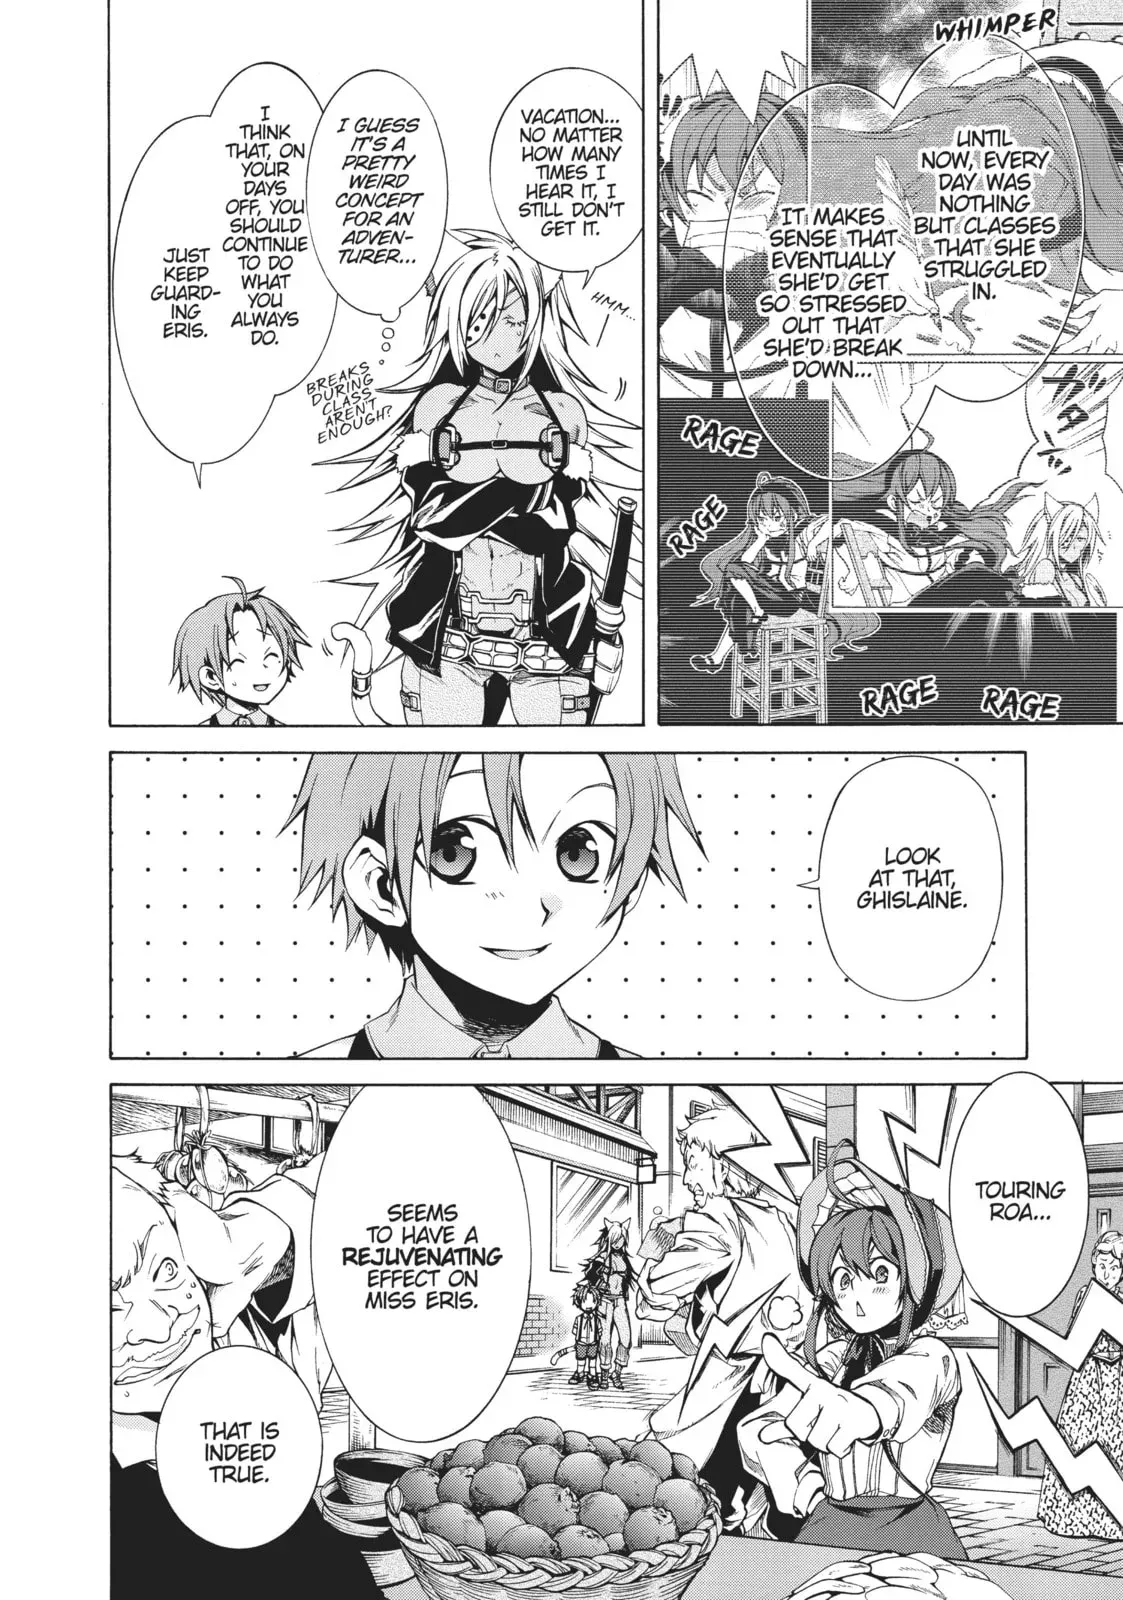 WHIMPER
UNTIL
NOW, EVERY
DAY WAS
NOTHING
BUT CLASSES
THAT SHE
STRUGGLED
IN.
IT MAKES
SENSE THAT
EVENTUALLY
SHE'D GET
SO STRESSED
OUT THAT
SHE'D BREAK
DOWN...
RAGE
RAGE
RAGE
RAGE
VACATION...
NO MATTER
HOW MANY
TIMES I
HEAR IT, I
STILL DON'T
GET IT.
HMM...
I GUESS
IT'S A
PRETTY
WEIRD
CONCEPT
FOR AN
ADVEN-
TURER...
BREAKS
DURING
CLASS
AREN'T
ENOUGH?
I
THINK
THAT, ON
YOUR
DAYS
OFF, YOU
SHOULD
CONTINUE
TO DO
WHAT
YOU
ALWAYS
DO.
JUST
KEEP
GUARD-
ING
ERIS.
LOOK
AT THAT,
GHISLAINE.
TOURING
ROA...
SEEMS
TO HAVE A
REJUVENATING
EFFECT ON
MISS ERIS.
THAT IS
INDEED
TRUE.